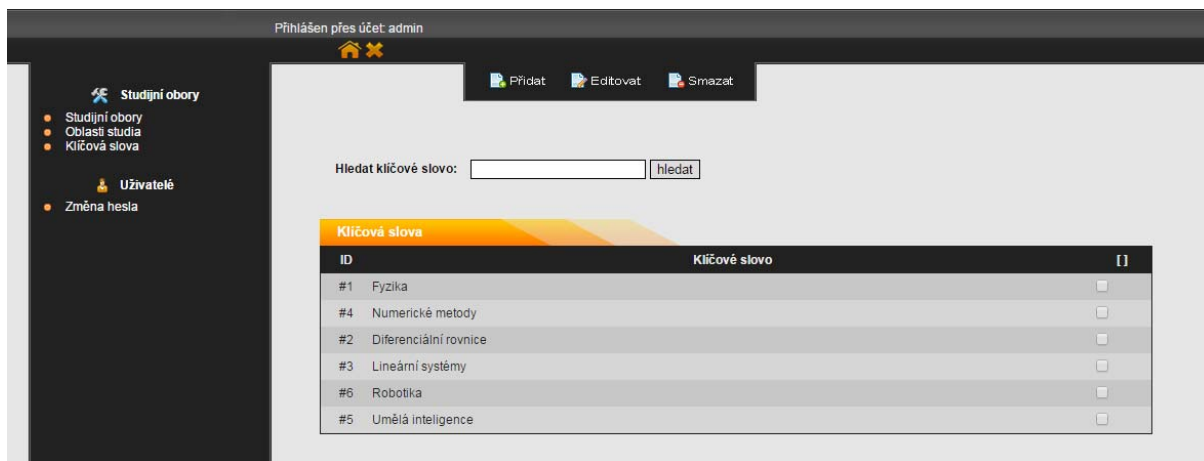 Přihlášen přes účet: admin
Přidat Editovat Smazat
Studijní obory
Studijní obory
Oblasti studia
Klíčová slova
Uživatelé
Změna hesla
Hledat klíčové slovo: hledat
Klíčová slova
ID Klíčové slovo []
#1 Fyzika
#4 Numerické metody
#2 Diferenciální rovnice
#3 Lineární systémy
#6 Robotika
#5 Umělá inteligence